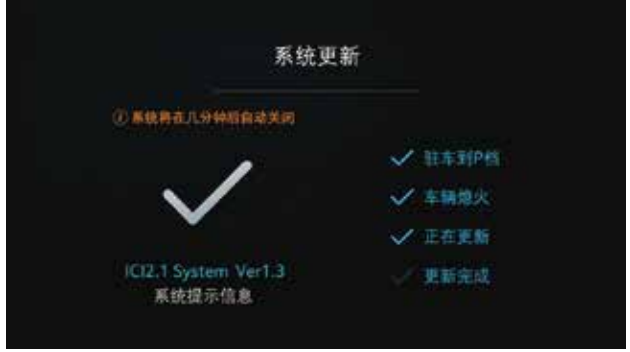 系统更新
系统将在几分钟后自动关闭
驻车到P档
车辆熄火
正在更新
更新完成
ICI2.1 System Ver1.3
系统提示信息